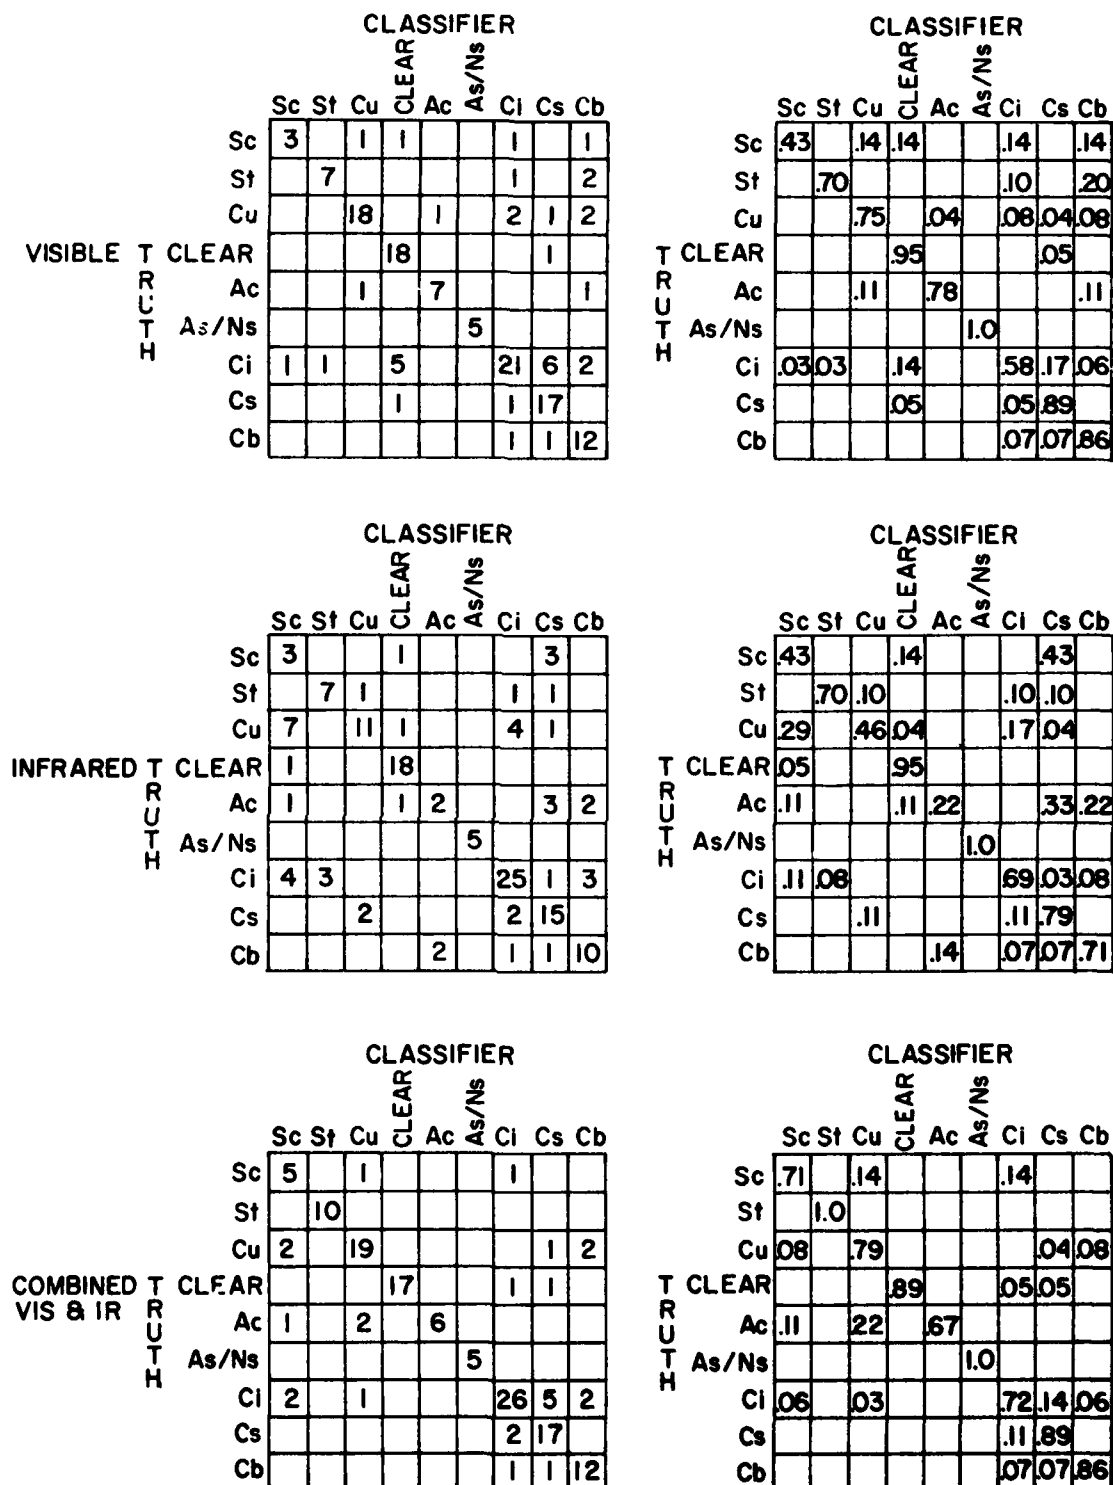 CLASSIFIER
Sc St Cu CLEAR Ac As/Ns Ci Cs Cb
Sc 3 1 1 1 1
St 7 1 2
Cu 18 1 2 1 2
VISIBLE TRUTH CLEAR 18 1
Ac 1 7 1
As/Ns 5
Ci 1 1 5 21 6 2
Cs 1 1 17
Cb 1 1 12
CLASSIFIER
Sc St Cu CLEAR Ac As/Ns Ci Cs Cb
Sc .43 .14 .14 .14 .14
St .70 .10 .20
Cu .75 .04 .08 .04 .08
TRUTH CLEAR .95 .05
Ac .11 .78 .11
As/Ns 1.0
Ci .03 .03 .14 .58 .17 .06
Cs .05 .05 .89
Cb .07 .07 .86
CLASSIFIER
Sc St Cu CLEAR Ac As/Ns Ci Cs Cb
Sc 3 1 3
St 7 1 1 1
Cu 7 11 1 4 1
INFRARED TRUTH CLEAR 1 18
Ac 1 1 2 3 2
As/Ns 5
Ci 4 3 25 1 3
Cs 2 2 15
Cb 2 1 1 10
CLASSIFIER
Sc St Cu CLEAR Ac As/Ns Ci Cs Cb
Sc .43 .14 .43
St .70 .10 .10 .10
Cu .29 .46 .04 .17 .04
TRUTH CLEAR .05 .95
Ac .11 .11 .22 .33 .22
As/Ns 1.0
Ci .11 .08 .69 .03 .08
Cs .11 .11 .79
Cb .14 .07 .07 .71
CLASSIFIER
Sc St Cu CLEAR Ac As/Ns Ci Cs Cb
Sc 5 1 1
St 10
Cu 2 19 1 2
COMBINED VIS & IR TRUTH CLEAR 17 1 1
Ac 1 2 6
As/Ns 5
Ci 2 1 26 5 2
Cs 2 17
Cb 1 1 12
CLASSIFIER
Sc St Cu CLEAR Ac As/Ns Ci Cs Cb
Sc .71 .14 .14
St 1.0
Cu .08 .79 .04 .08
TRUTH CLEAR .89 .05 .05
Ac .11 .22 .67
As/Ns 1.0
Ci .06 .03 .72 .14 .06
Cs .11 .89
Cb .07 .07 .86